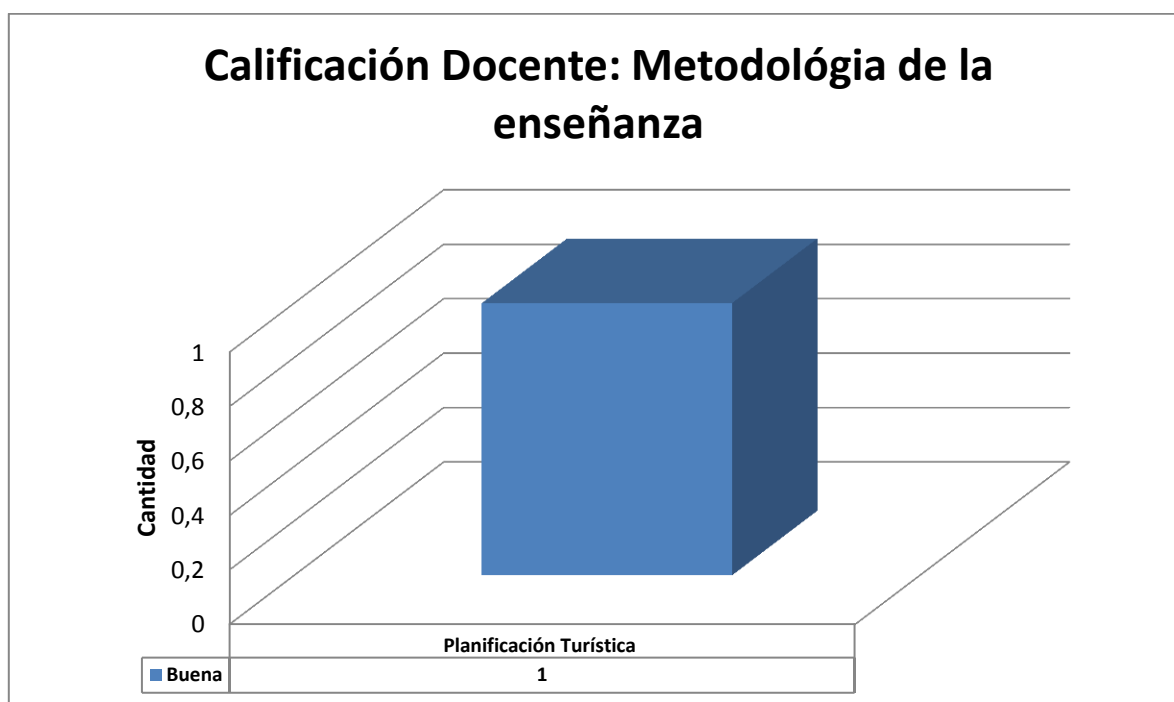 Calificación Docente: Metodológia de la
enseñanza
1
0,8
0,6
0,4
0,2
0
Cantidad
Planificación Turística
Buena 1